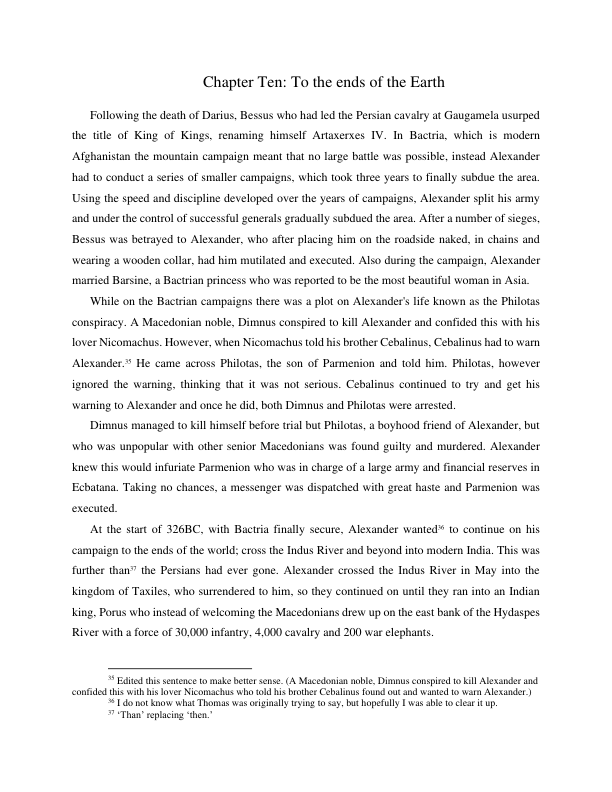 Chapter Ten: To the ends of the Earth
Following the death of Darius, Bessus who had led the Persian cavalry at Gaugamela usurped
the title of King of Kings, renaming himself Artaxerxes IV. In Bactria, which is modern
Afghanistan the mountain campaign meant that no large battle was possible, instead Alexander
had to conduct a series of smaller campaigns, which took three years to finally subdue the area.
Using the speed and discipline developed over the years of campaigns, Alexander split his army
and under the control of successful generals gradually subdued the area. After a number of sieges,
Bessus was betrayed to Alexander, who after placing him on the roadside naked, in chains and
wearing a wooden collar, had him mutilated and executed. Also during the campaign, Alexander
married Barsine, a Bactrian princess who was reported to be the most beautiful woman in Asia.
While on the Bactrian campaigns there was a plot on Alexander's life known as the Philotas
conspiracy. A Macedonian noble, Dimnus conspired to kill Alexander and confided this with his
lover Nicomachus. However, when Nicomachus told his brother Cebalinus, Cebalinus had to warn
Alexander.35 He came across Philotas, the son of Parmenion and told him. Philotas, however
ignored the warning, thinking that it was not serious. Cebalinus continued to try and get his
warning to Alexander and once he did, both Dimnus and Philotas were arrested.
Dimnus managed to kill himself before trial but Philotas, a boyhood friend of Alexander, but
who was unpopular with other senior Macedonians was found guilty and murdered. Alexander
knew this would infuriate Parmenion who was in charge of a large army and financial reserves in
Ecbatana. Taking no chances, a messenger was dispatched with great haste and Parmenion was
executed.
At the start of 326BC, with Bactria finally secure, Alexander wanted36 to continue on his
campaign to the ends of the world; cross the Indus River and beyond into modern India. This was
further than37 the Persians had ever gone. Alexander crossed the Indus River in May into the
kingdom of Taxiles, who surrendered to him, so they continued on until they ran into an Indian
king, Porus who instead of welcoming the Macedonians drew up on the east bank of the Hydaspes
River with a force of 30,000 infantry, 4,000 cavalry and 200 war elephants.
35 Edited this sentence to make better sense. (A Macedonian noble, Dimnus conspired to kill Alexander and
confided this with his lover Nicomachus who told his brother Cebalinus found out and wanted to warn Alexander.)
36 I do not know what Thomas was originally trying to say, but hopefully I was able to clear it up.
37 ‘Than’ replacing ‘then.’